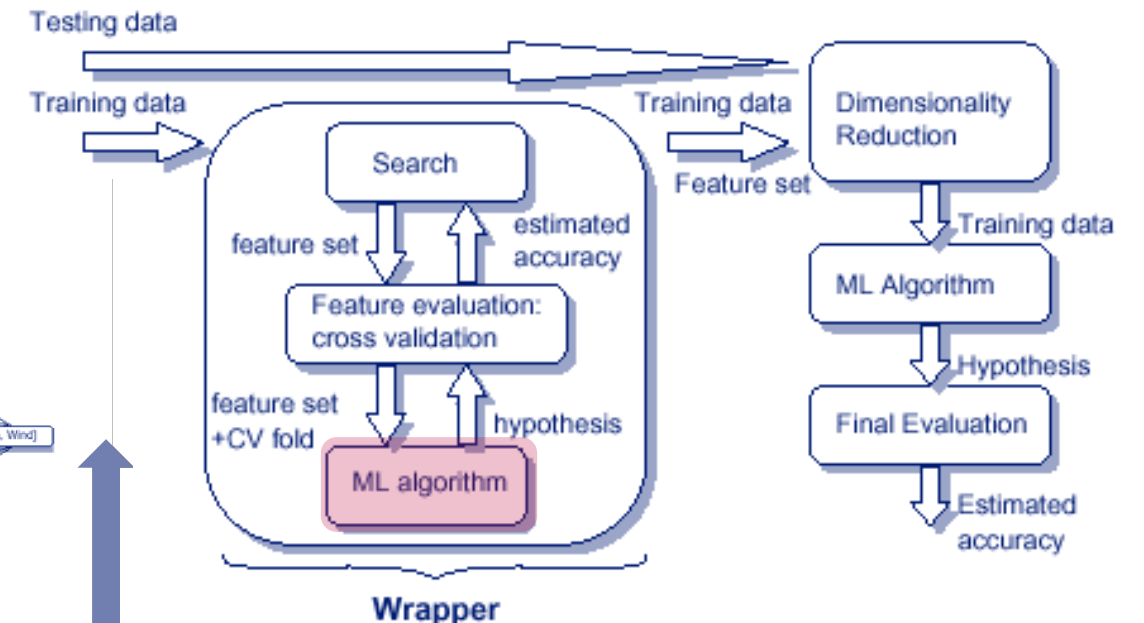 Testing data
Training data
Search
feature set
estimated
accuracy
Feature evaluation:
cross validation
feature set
+CV fold
hypothesis
ML algorithm
Wrapper
Training data
Feature set
Dimensionality
Reduction
Training data
ML Algorithm
Hypothesis
Final Evaluation
Estimated
accuracy
Wind]